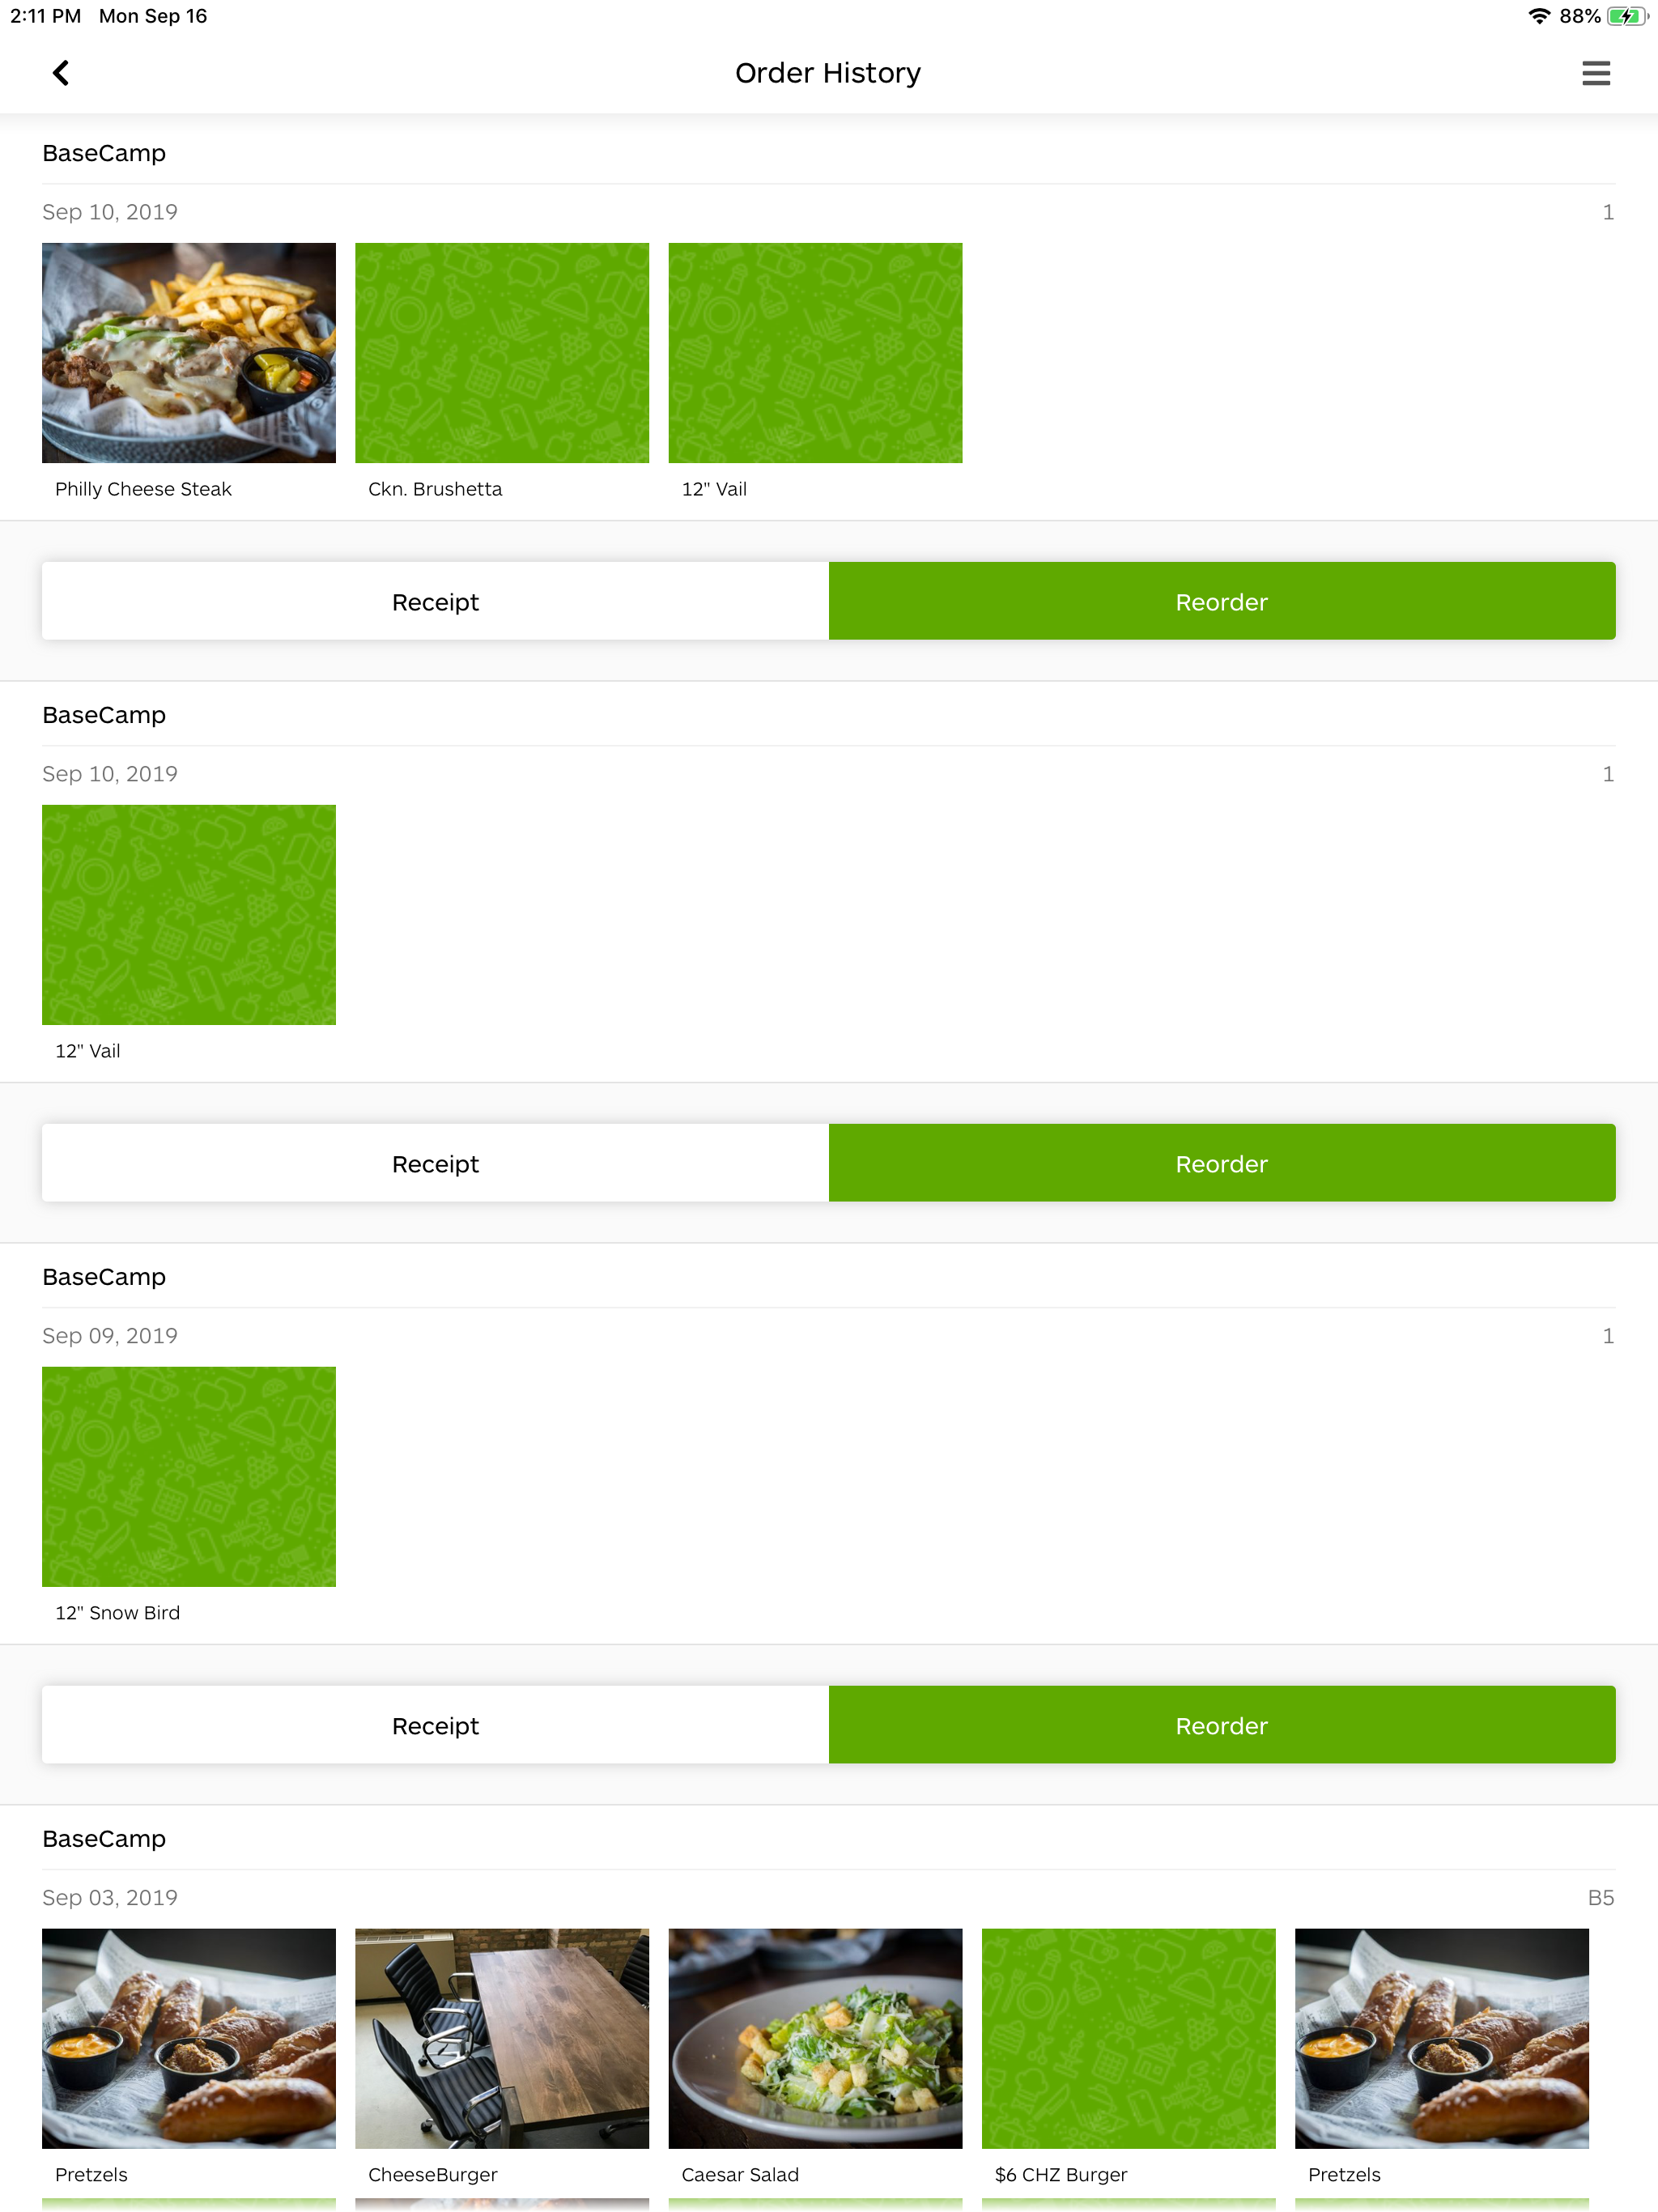 2:11 PM Mon Sep 16 88%
Order History
BaseCamp
Sep 10, 2019 1
Philly Cheese Steak Ckn. Brushetta 12" Vail
Receipt Reorder
BaseCamp
Sep 10, 2019 1
12" Vail
Receipt Reorder
BaseCamp
Sep 09, 2019 1
12" Snow Bird
Receipt Reorder
BaseCamp
Sep 03, 2019 B5
Pretzels CheeseBurger Caesar Salad $6 CHZ Burger Pretzels